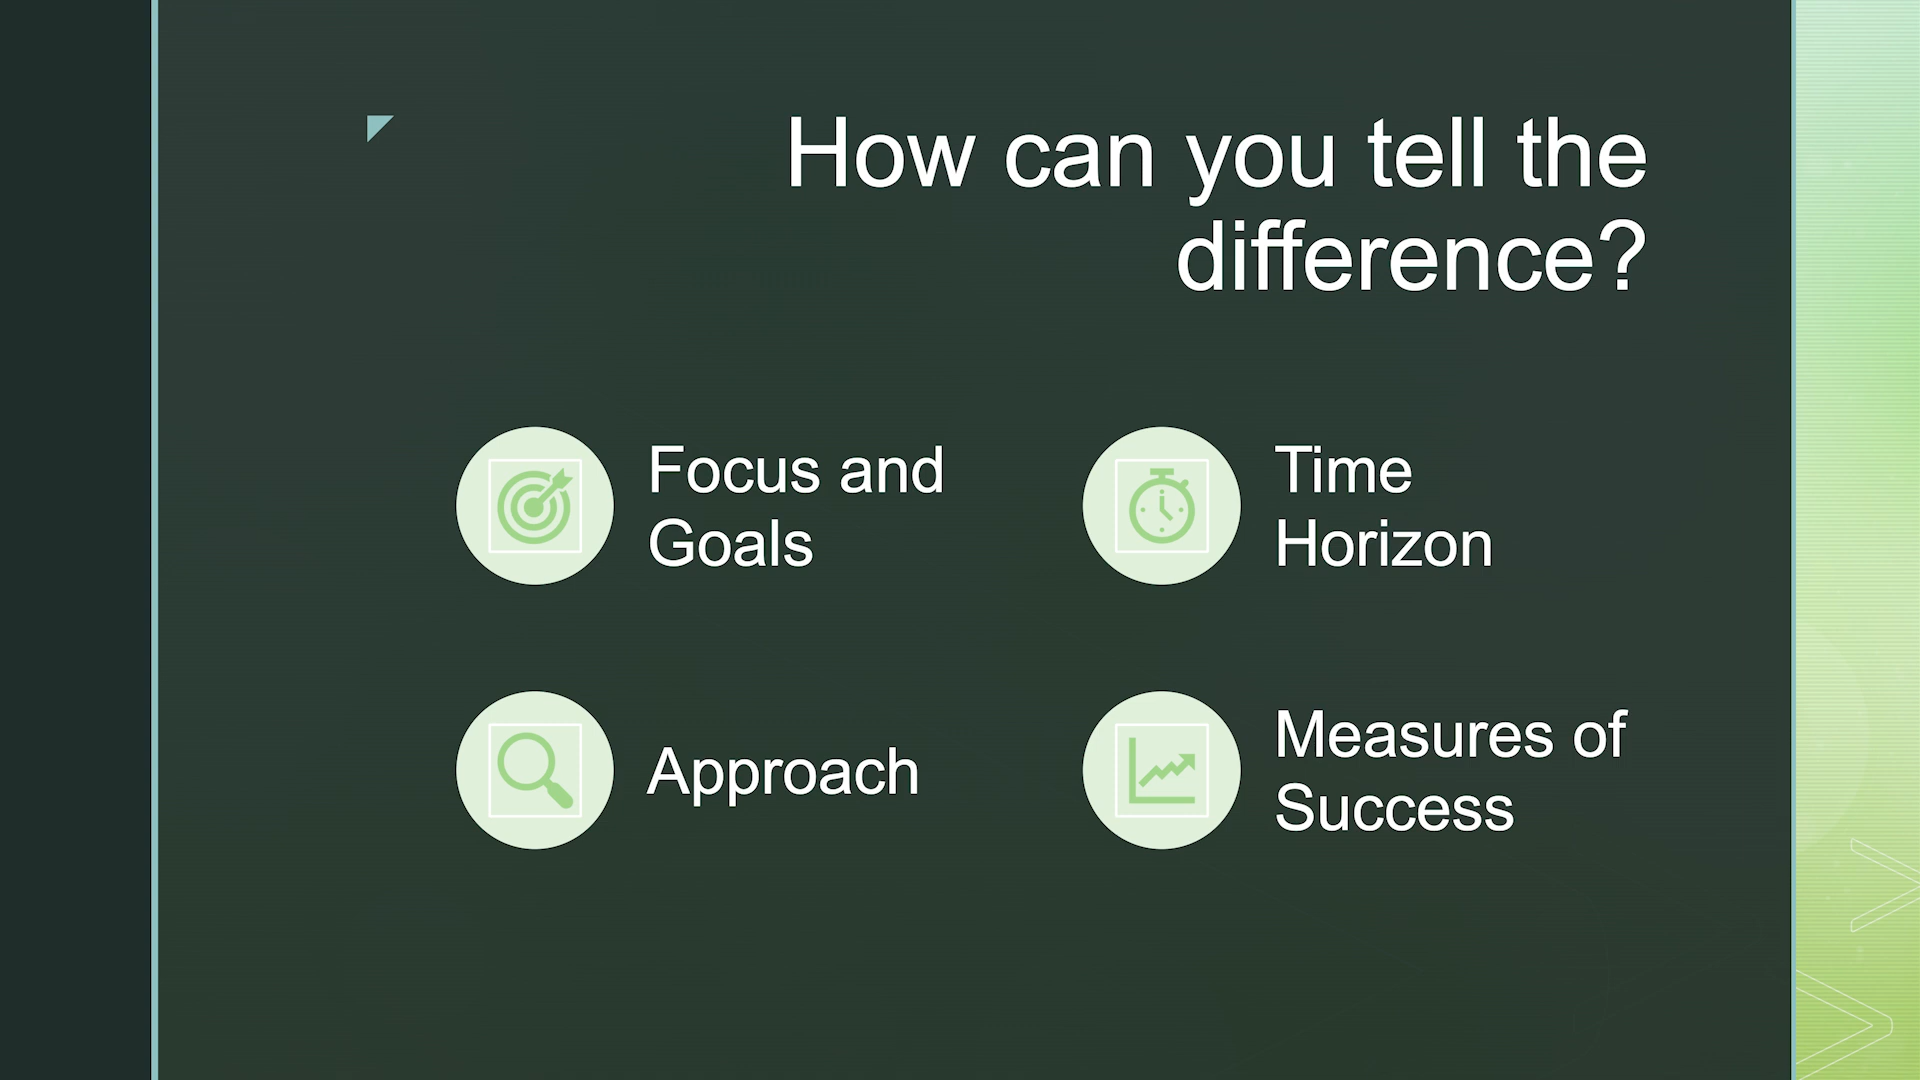 How can you tell the
difference?
Focus and
Goals
Time
Horizon
Approach
Measures of
Success